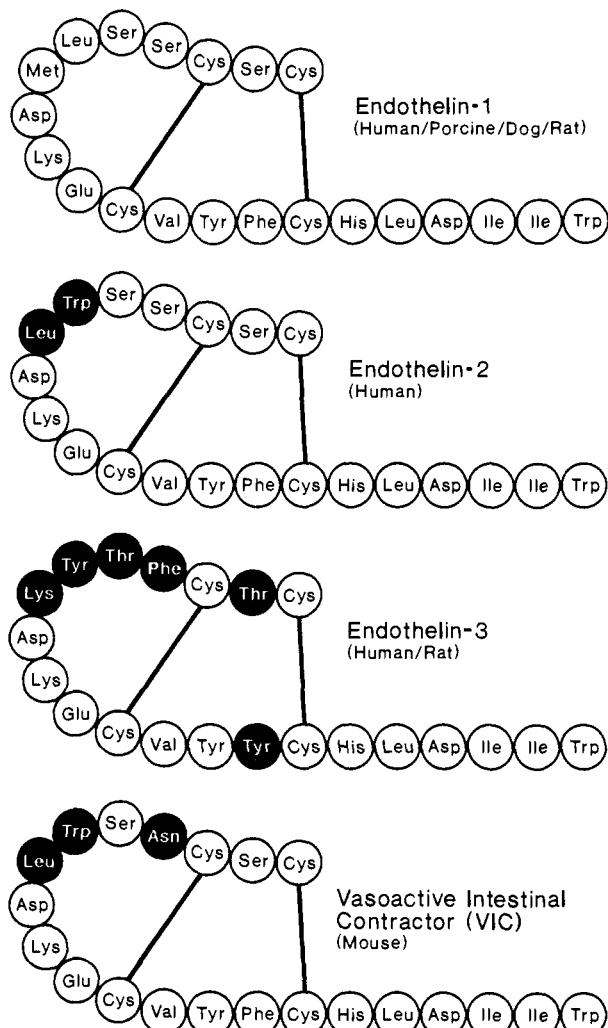 Leu Ser Ser Cys Ser Cys
Met
Asp
Lys
Glu
Cys Val Tyr Phe Cys His Leu Asp Ile Ile Trp
Endothelin-1
(Human/Porcine/Dog/Rat)
Trp Ser Ser Cys Ser Cys
Leu
Asp
Lys
Glu
Cys Val Tyr Phe Cys His Leu Asp Ile Ile Trp
Endothelin-2
(Human)
Tyr Thr Phe Cys Thr Cys
Lys
Asp
Lys
Glu
Cys Val Tyr Tyr Cys His Leu Asp Ile Ile Trp
Endothelin-3
(Human/Rat)
Trp Ser Asn Cys Ser Cys
Leu
Asp
Lys
Glu
Cys Val Tyr Phe Cys His Leu Asp Ile Ile Trp
Vasoactive Intestinal
Contractor (VIC)
(Mouse)